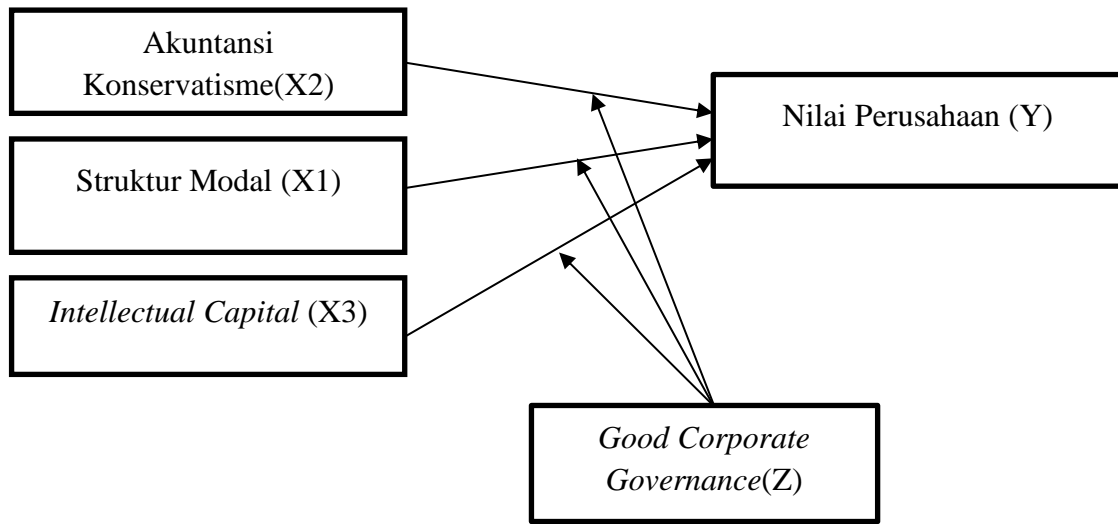 Akuntansi
Konservatisme(X2)
Nilai Perusahaan (Y)
Struktur Modal (X1)
Intellectual Capital (X3)
Good Corporate
Governance(Z)